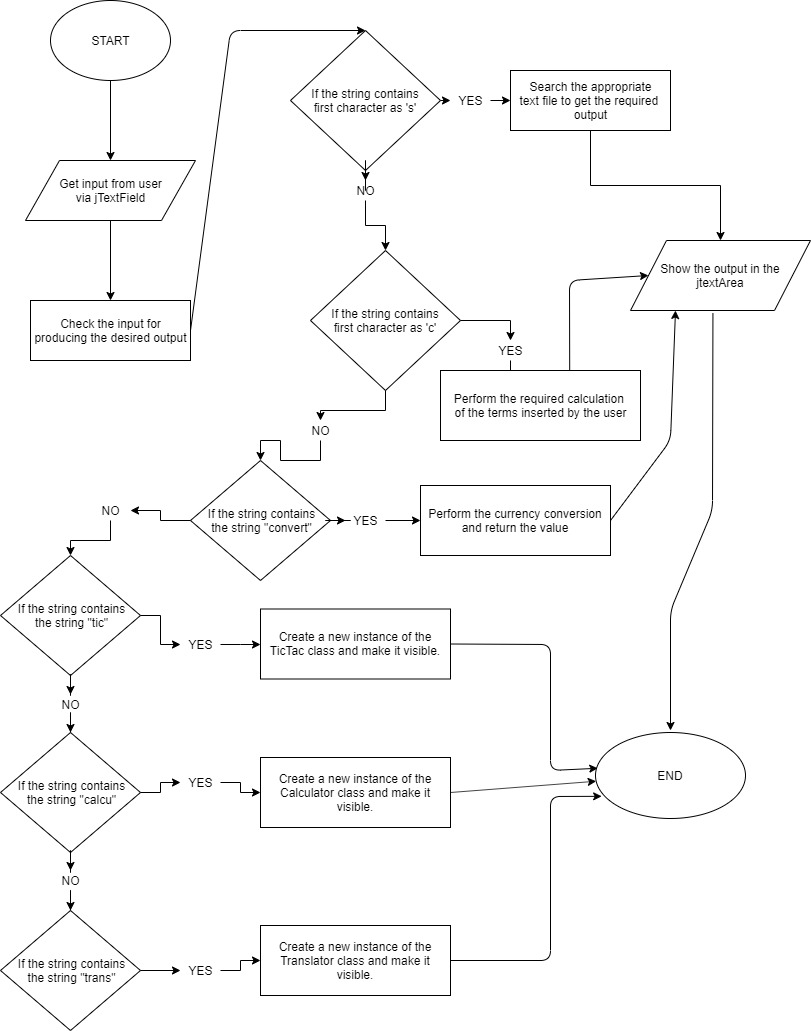 START
Get input from user
via jTextField
Check the input for
producing the desired output
If the string contains
first character as 's'
YES
Search the appropriate
text file to get the required
output
NO
Show the output in the
jtextArea
If the string contains
first character as 'c'
YES
Perform the required calculation
of the terms inserted by the user
NO
If the string contains
the string "convert"
YES
Perform the currency conversion
and return the value
NO
If the string contains
the string "tic"
YES
Create a new instance of the
TicTac class and make it visible.
NO
If the string contains
the string "calcu"
YES
Create a new instance of the
Calculator class and make it
visible.
END
NO
If the string contains
the string "trans"
YES
Create a new instance of the
Translator class and make it
visible.